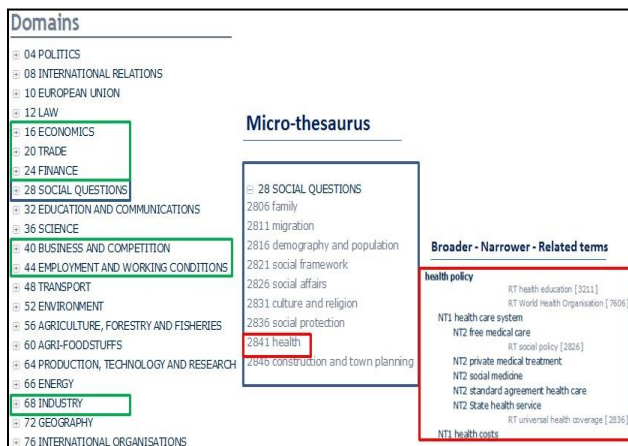 Domains
04 POLITICS
08 INTERNATIONAL RELATIONS
10 EUROPEAN UNION
12 LAW
16 ECONOMICS
20 TRADE
24 FINANCE
28 SOCIAL QUESTIONS
32 EDUCATION AND COMMUNICATIONS
36 SCIENCE
40 BUSINESS AND COMPETITION
44 EMPLOYMENT AND WORKING CONDITIONS
48 TRANSPORT
52 ENVIRONMENT
56 AGRICULTURE, FORESTRY AND FISHERIES
60 AGRI-FOODSTUFFS
64 PRODUCTION, TECHNOLOGY AND RESEARCH
66 ENERGY
68 INDUSTRY
72 GEOGRAPHY
76 INTERNATIONAL ORGANISATIONS
Micro-thesaurus
28 SOCIAL QUESTIONS
2806 family
2811 migration
2816 demography and population
2821 social framework
2826 social affairs
2831 culture and religion
2836 social protection
2841 health
2846 construction and town planning
Broader - Narrower - Related terms
health policy
RT health education [3211]
RT World Health Organisation [7606]
NT1 health care system
NT2 free medical care
RT social policy [2826]
NT2 private medical treatment
NT2 social medicine
NT2 standard agreement health care
NT2 State health service
RT universal health coverage [2836]
NT1 health costs